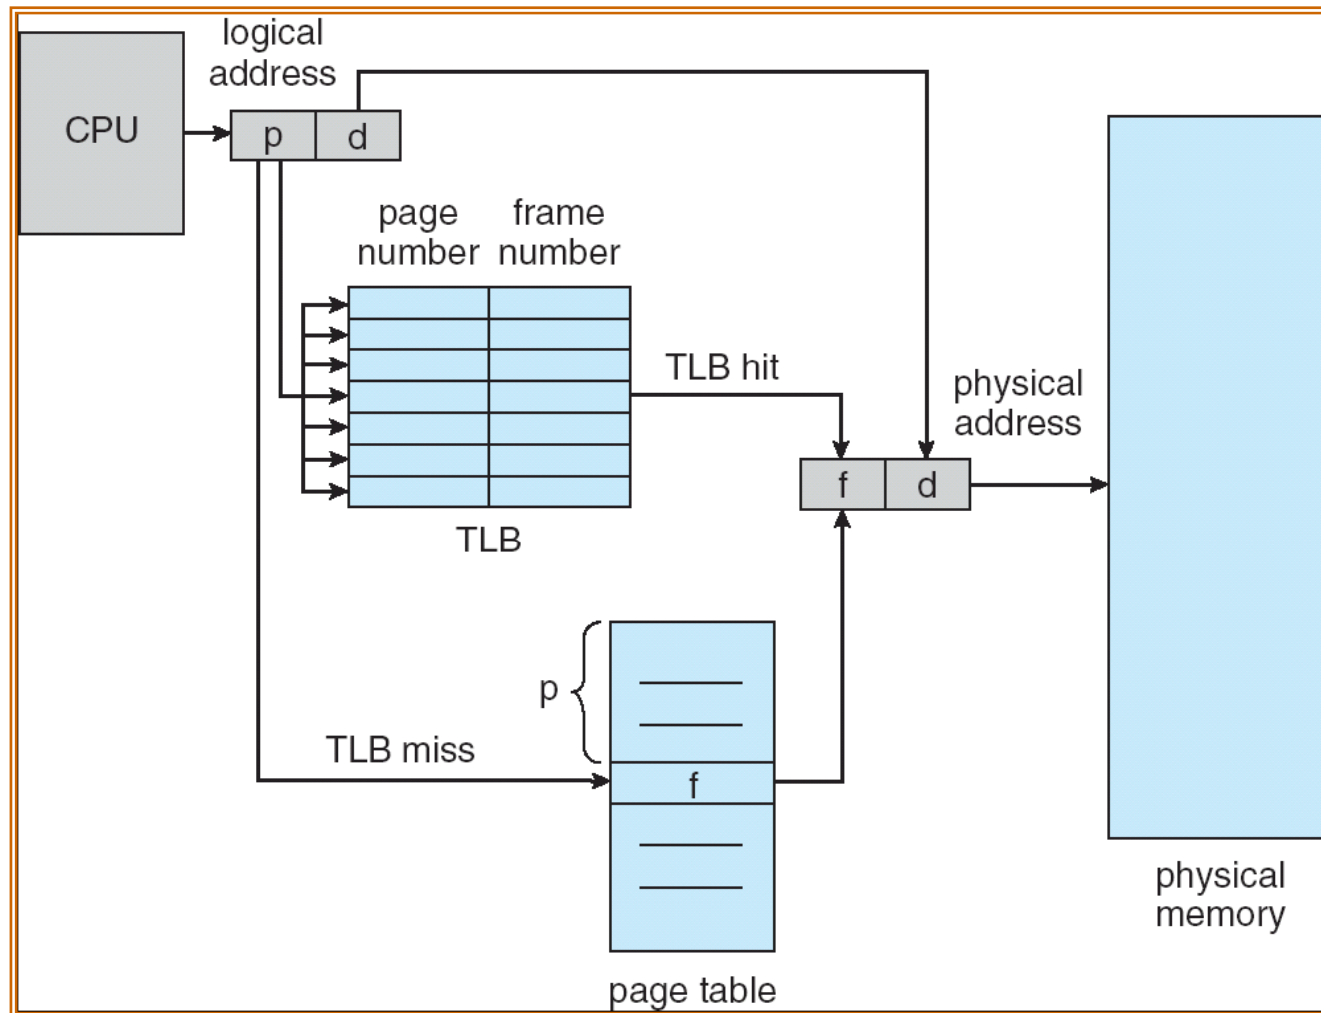 logical
address
CPU
p
d
page
number
frame
number
TLB hit
physical
address
f
d
TLB
p
TLB miss
f
physical
memory
page table